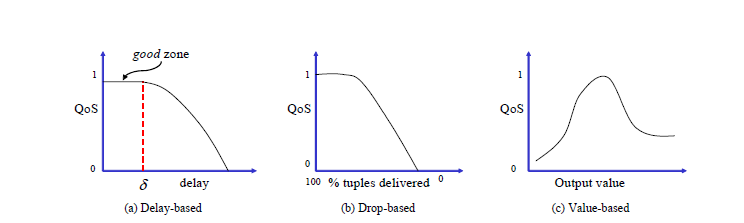 good zone
1
QoS
0
δ
delay
(a) Delay-based
1
QoS
0
100 % tuples delivered 0
(b) Drop-based
1
QoS
0
Output value
(c) Value-based